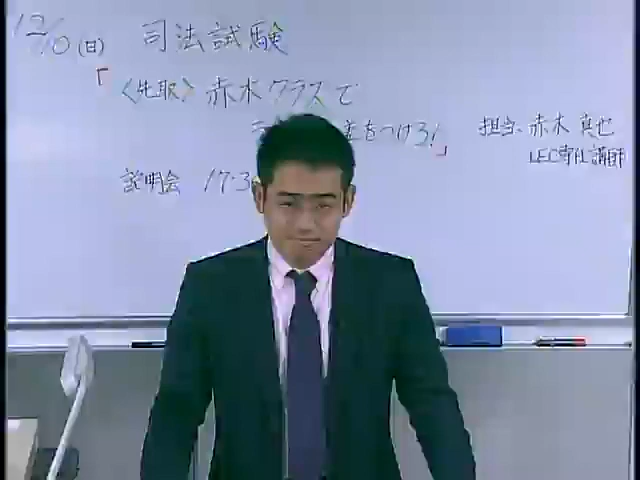 12/10(日) 司法試験
「〈先取〉赤木クラスで
差をつけろ!」
担当 赤木 真也
LEC専任講師
説明会 17:3